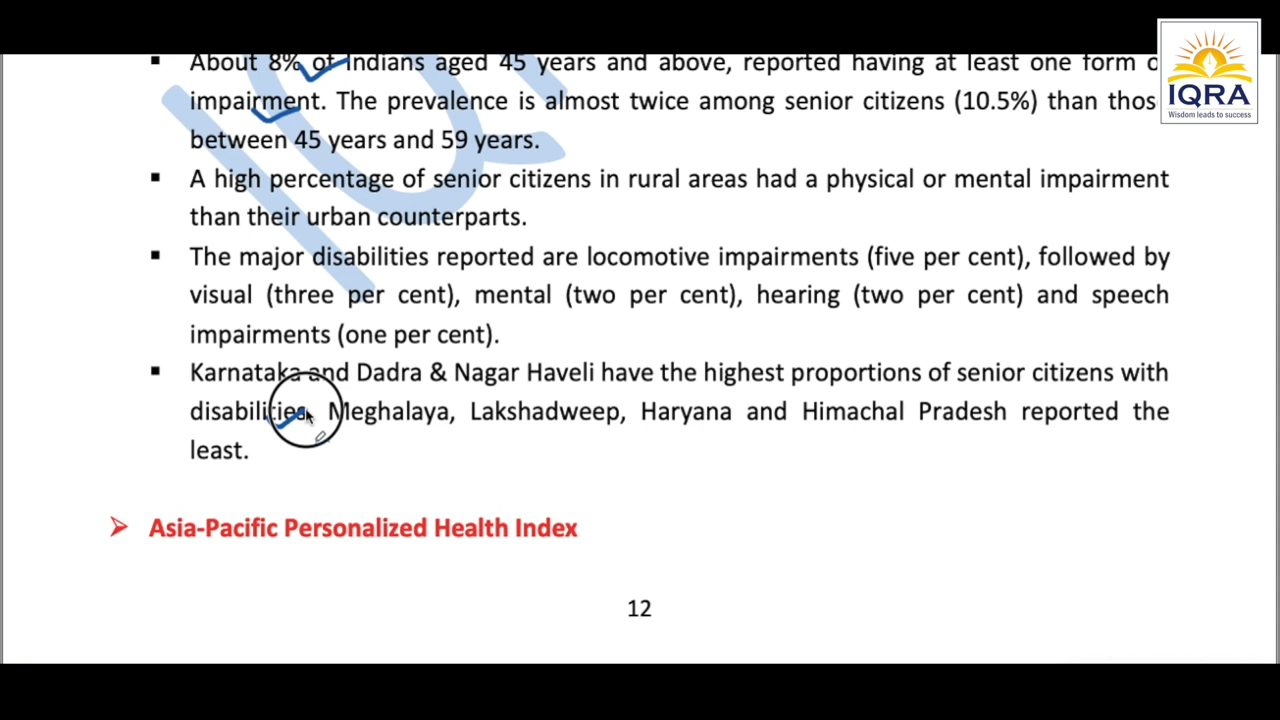 ▪ About 8% of Indians aged 45 years and above, reported having at least one form
impairment. The prevalence is almost twice among senior citizens (10.5%) than
between 45 years and 59 years.
▪ A high percentage of senior citizens in rural areas had a physical or mental impairment
than their urban counterparts.
▪ The major disabilities reported are locomotive impairments (five per cent), followed by
visual (three per cent), mental (two per cent), hearing (two per cent) and speech
impairments (one per cent).
▪ Karnataka and Dadra & Nagar Haveli have the highest proportions of senior citizens with
disabilities. Meghalaya, Lakshadweep, Haryana and Himachal Pradesh reported the
least.
➢ Asia-Pacific Personalized Health Index
12
IQRA
Wisdom leads to success